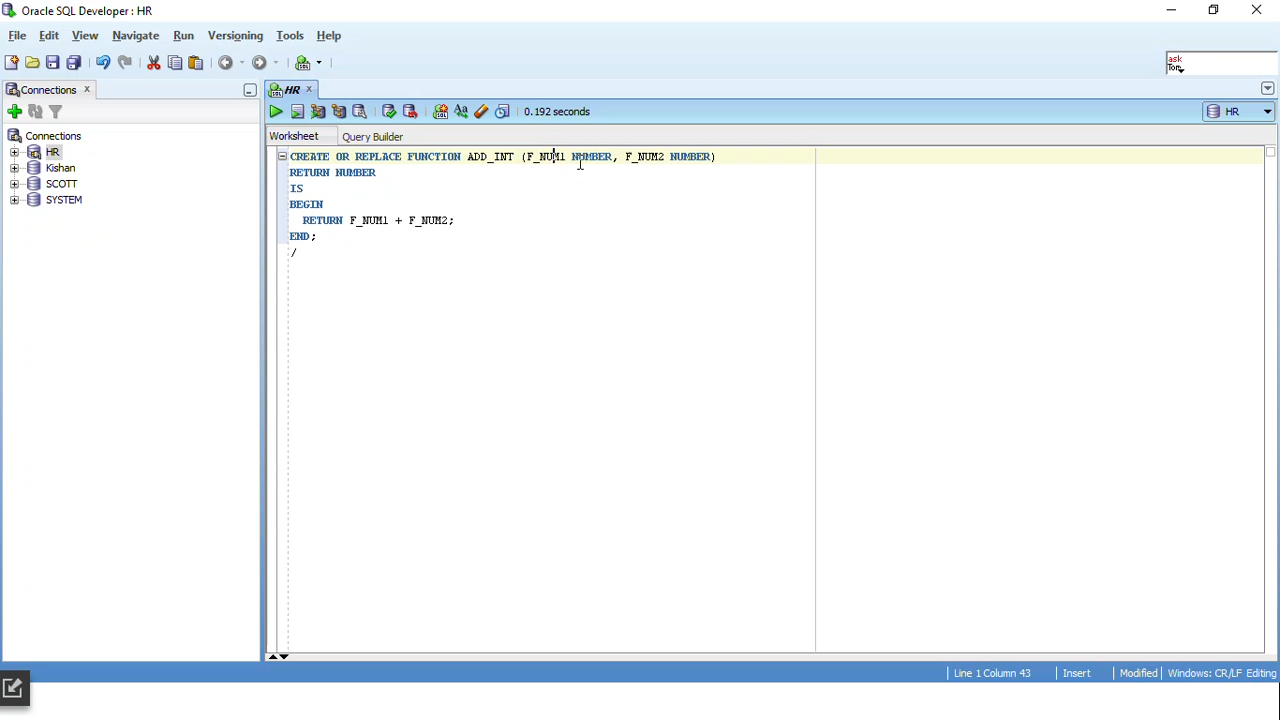 Oracle SQL Developer : HR
File Edit View Navigate Run Versioning Tools Help
ask
Tom
Connections x
HR x
0.192 seconds
HR
Worksheet Query Builder
Connections
HR
Kishan
SCOTT
SYSTEM
CREATE OR REPLACE FUNCTION ADD_INT (F_NUM1 NUMBER, F_NUM2 NUMBER)
RETURN NUMBER
IS
BEGIN
RETURN F_NUM1 + F_NUM2;
END;
/
Line 1 Column 43 Insert Modified Windows: CR/LF Editing